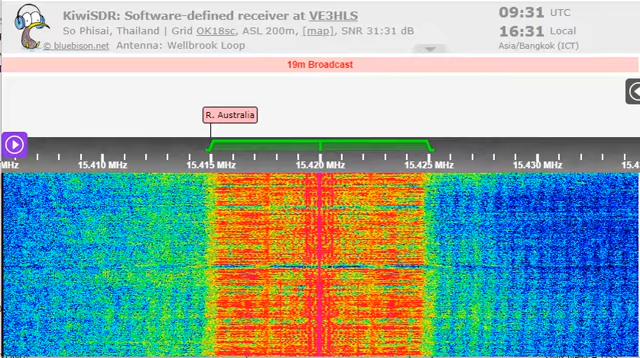 KiwiSDR: Software-defined receiver at VE3HLS
So Phisai, Thailand | Grid OK18sc, ASL 200m, [map], SNR 31:31 dB
© bluebison.net Antenna: Wellbrook Loop
09:31 UTC
16:31 Local
Asia/Bangkok (ICT)
19m Broadcast
R. Australia
MHz 15.410 MHz 15.415 MHz 15.420 MHz 15.425 MHz 15.430 MHz 15.4